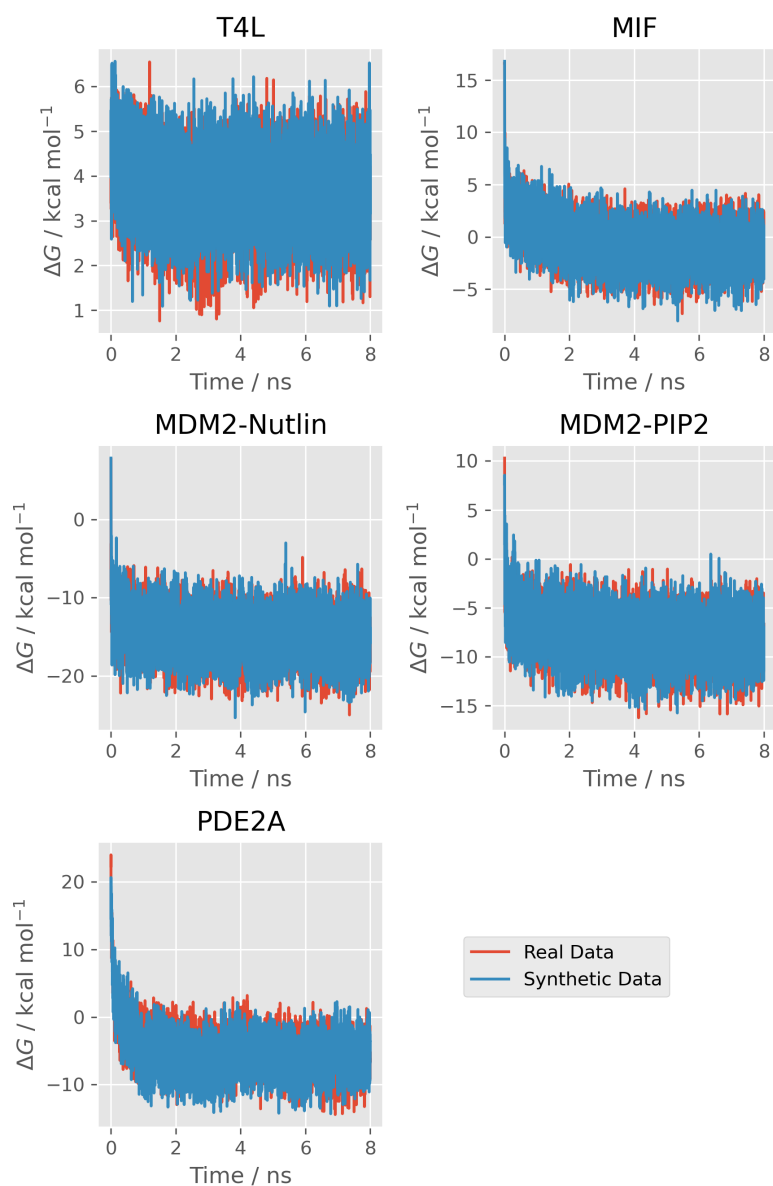 T4L
ΔG / kcal mol⁻¹
6
5
4
3
2
1
0 2 4 6 8
Time / ns
MIF
ΔG / kcal mol⁻¹
15
10
5
0
−5
0 2 4 6 8
Time / ns
MDM2-Nutlin
ΔG / kcal mol⁻¹
0
−10
−20
0 2 4 6 8
Time / ns
MDM2-PIP2
ΔG / kcal mol⁻¹
10
5
0
−5
−10
−15
0 2 4 6 8
Time / ns
PDE2A
ΔG / kcal mol⁻¹
20
10
0
−10
0 2 4 6 8
Time / ns
Real Data
Synthetic Data